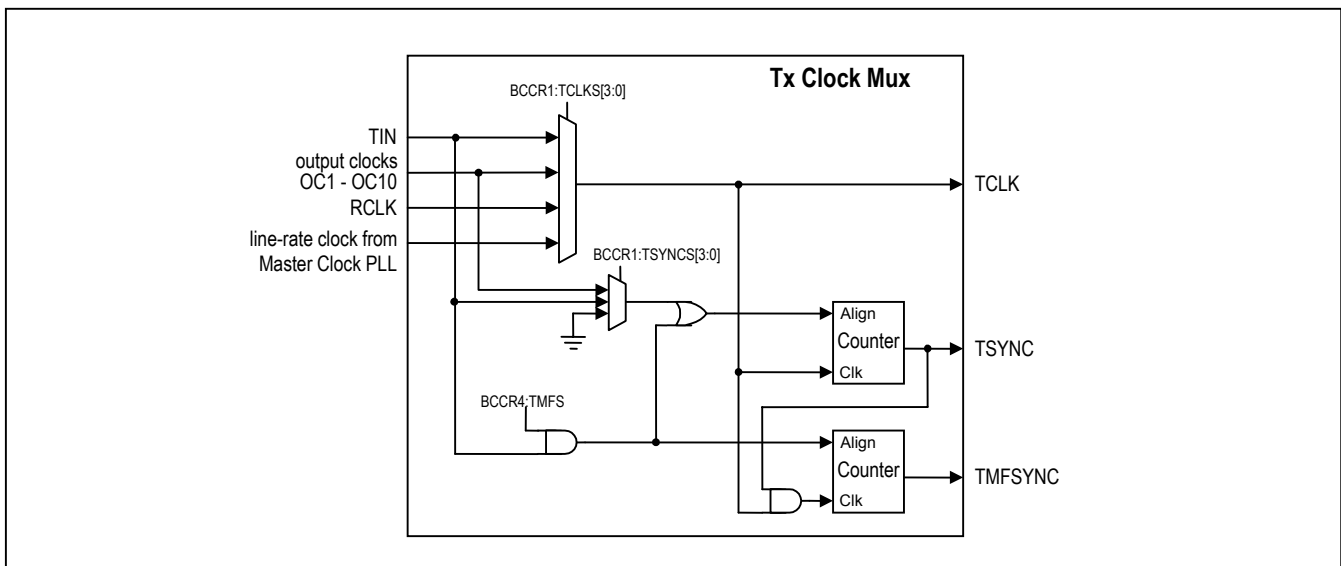 Tx Clock Mux
BCCR1:TCLKS[3:0]
TIN
output clocks
OC1 - OC10
RCLK
line-rate clock from
Master Clock PLL
TCLK
BCCR1:TSYNCS[3:0]
Align
Counter
Clk
TSYNC
BCCR4:TMFS
Align
Counter
Clk
TMFSYNC